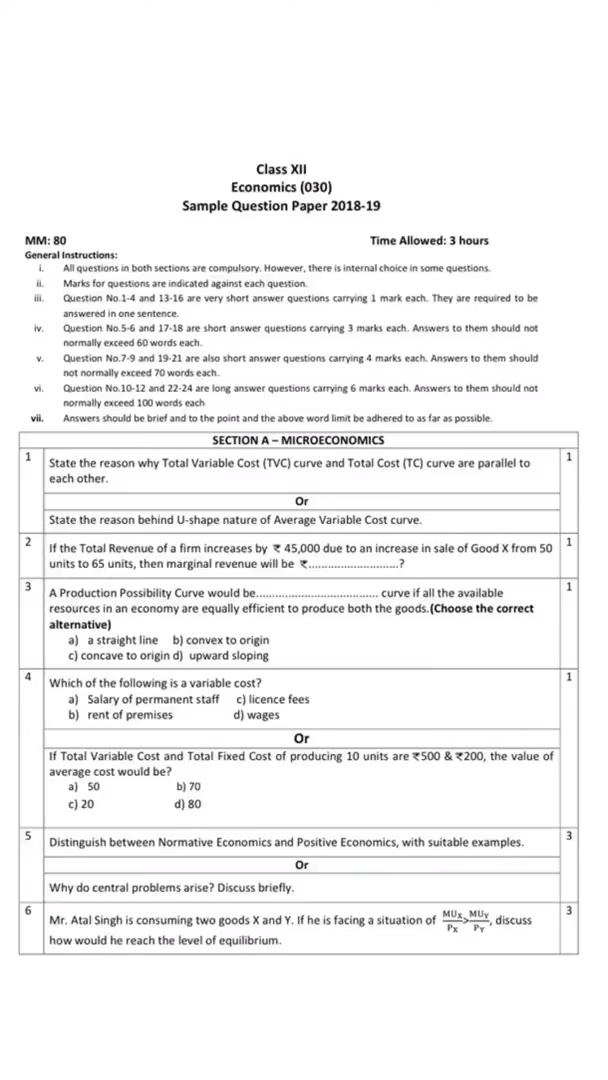 Class XII
Economics (030)
Sample Question Paper 2018-19
MM: 80 Time Allowed: 3 hours
General Instructions:
i. All questions in both sections are compulsory. However, there is internal choice in some questions.
ii. Marks for questions are indicated against each question.
iii. Question No.1-4 and 13-16 are very short answer questions carrying 1 mark each. They are required to be
answered in one sentence.
iv. Question No.5-6 and 17-18 are short answer questions carrying 3 marks each. Answers to them should not
normally exceed 60 words each.
v. Question No.7-9 and 19-21 are also short answer questions carrying 4 marks each. Answers to them should
not normally exceed 70 words each.
vi. Question No.10-12 and 22-24 are long answer questions carrying 6 marks each. Answers to them should not
normally exceed 100 words each
vii. Answers should be brief and to the point and the above word limit be adhered to as far as possible.
SECTION A – MICROECONOMICS
1 State the reason why Total Variable Cost (TVC) curve and Total Cost (TC) curve are parallel to 1
each other.
Or
State the reason behind U-shape nature of Average Variable Cost curve.
2 If the Total Revenue of a firm increases by ₹ 45,000 due to an increase in sale of Good X from 50 1
units to 65 units, then marginal revenue will be ₹............................?
3 A Production Possibility Curve would be...................................... curve if all the available 1
resources in an economy are equally efficient to produce both the goods.(Choose the correct
alternative)
a) a straight line b) convex to origin
c) concave to origin d) upward sloping
4 Which of the following is a variable cost? 1
a) Salary of permanent staff c) licence fees
b) rent of premises d) wages
Or
If Total Variable Cost and Total Fixed Cost of producing 10 units are ₹500 & ₹200, the value of
average cost would be?
a) 50 b) 70
c) 20 d) 80
5 Distinguish between Normative Economics and Positive Economics, with suitable examples. 3
Or
Why do central problems arise? Discuss briefly.
6 Mr. Atal Singh is consuming two goods X and Y. If he is facing a situation of MUX/PX > MUY/PY, discuss 3
how would he reach the level of equilibrium.